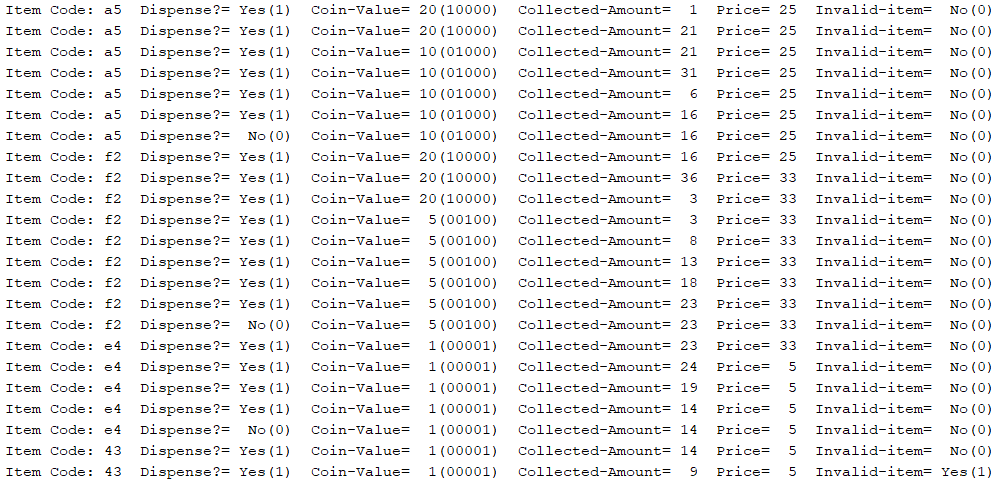 Item Code: a5  Dispense?= Yes(1)  Coin-Value= 20(10000)  Collected-Amount=  1  Price= 25  Invalid-item=  No(0)
Item Code: a5  Dispense?= Yes(1)  Coin-Value= 20(10000)  Collected-Amount= 21  Price= 25  Invalid-item=  No(0)
Item Code: a5  Dispense?= Yes(1)  Coin-Value= 10(01000)  Collected-Amount= 21  Price= 25  Invalid-item=  No(0)
Item Code: a5  Dispense?= Yes(1)  Coin-Value= 10(01000)  Collected-Amount= 31  Price= 25  Invalid-item=  No(0)
Item Code: a5  Dispense?= Yes(1)  Coin-Value= 10(01000)  Collected-Amount=  6  Price= 25  Invalid-item=  No(0)
Item Code: a5  Dispense?= Yes(1)  Coin-Value= 10(01000)  Collected-Amount= 16  Price= 25  Invalid-item=  No(0)
Item Code: a5  Dispense?=  No(0)  Coin-Value= 10(01000)  Collected-Amount= 16  Price= 25  Invalid-item=  No(0)
Item Code: f2  Dispense?= Yes(1)  Coin-Value= 20(10000)  Collected-Amount= 16  Price= 25  Invalid-item=  No(0)
Item Code: f2  Dispense?= Yes(1)  Coin-Value= 20(10000)  Collected-Amount= 36  Price= 33  Invalid-item=  No(0)
Item Code: f2  Dispense?= Yes(1)  Coin-Value= 20(10000)  Collected-Amount=  3  Price= 33  Invalid-item=  No(0)
Item Code: f2  Dispense?= Yes(1)  Coin-Value=  5(00100)  Collected-Amount=  3  Price= 33  Invalid-item=  No(0)
Item Code: f2  Dispense?= Yes(1)  Coin-Value=  5(00100)  Collected-Amount=  8  Price= 33  Invalid-item=  No(0)
Item Code: f2  Dispense?= Yes(1)  Coin-Value=  5(00100)  Collected-Amount= 13  Price= 33  Invalid-item=  No(0)
Item Code: f2  Dispense?= Yes(1)  Coin-Value=  5(00100)  Collected-Amount= 18  Price= 33  Invalid-item=  No(0)
Item Code: f2  Dispense?= Yes(1)  Coin-Value=  5(00100)  Collected-Amount= 23  Price= 33  Invalid-item=  No(0)
Item Code: f2  Dispense?=  No(0)  Coin-Value=  5(00100)  Collected-Amount= 23  Price= 33  Invalid-item=  No(0)
Item Code: e4  Dispense?= Yes(1)  Coin-Value=  1(00001)  Collected-Amount= 23  Price= 33  Invalid-item=  No(0)
Item Code: e4  Dispense?= Yes(1)  Coin-Value=  1(00001)  Collected-Amount= 24  Price=  5  Invalid-item=  No(0)
Item Code: e4  Dispense?= Yes(1)  Coin-Value=  1(00001)  Collected-Amount= 19  Price=  5  Invalid-item=  No(0)
Item Code: e4  Dispense?= Yes(1)  Coin-Value=  1(00001)  Collected-Amount= 14  Price=  5  Invalid-item=  No(0)
Item Code: e4  Dispense?=  No(0)  Coin-Value=  1(00001)  Collected-Amount= 14  Price=  5  Invalid-item=  No(0)
Item Code: 43  Dispense?= Yes(1)  Coin-Value=  1(00001)  Collected-Amount= 14  Price=  5  Invalid-item=  No(0)
Item Code: 43  Dispense?= Yes(1)  Coin-Value=  1(00001)  Collected-Amount=  9  Price=  5  Invalid-item= Yes(1)